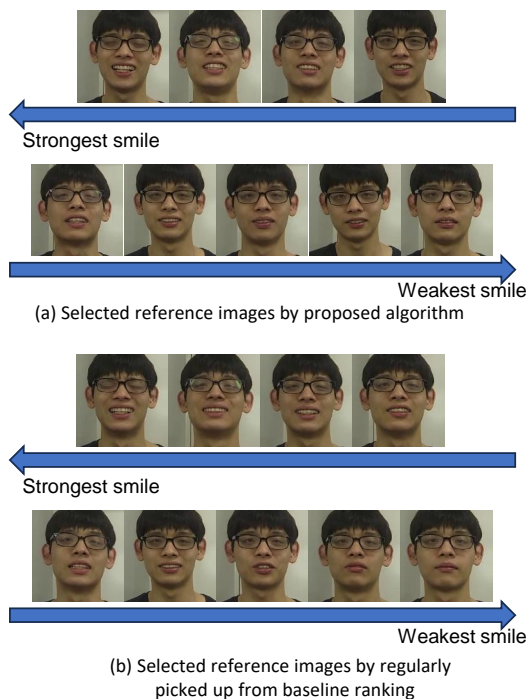 Strongest smile
Weakest smile
(a) Selected reference images by proposed algorithm
Strongest smile
Weakest smile
(b) Selected reference images by regularly
picked up from baseline ranking